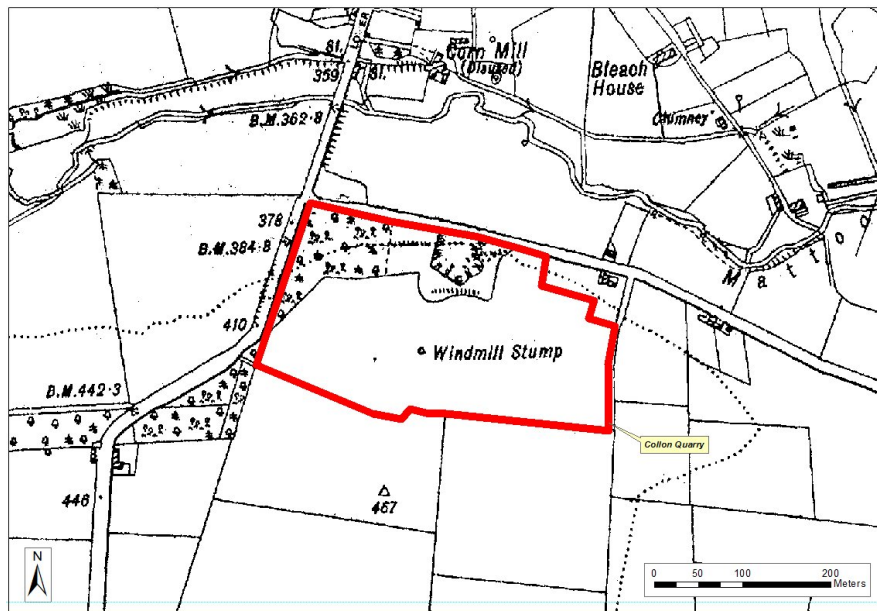 Corn Mill
(Disused)
Bleach
House
Chimney
Sl.
359
Sl.
B.M.362·8
378
B.M.384·8
M a t t o o
410
Windmill Stump
B.M.442·3
Collon Quarry
467
446
N
0 50 100 200
Meters